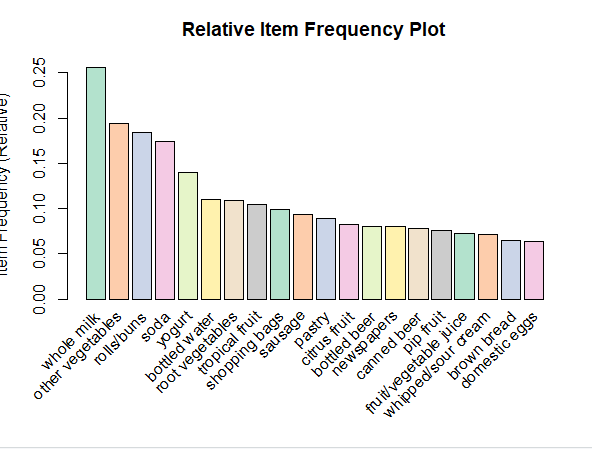 Relative Item Frequency Plot
Item Frequency (Relative)
0.25
0.20
0.15
0.10
0.05
0.00
whole milk
other vegetables
rolls/buns
soda
yogurt
bottled water
root vegetables
tropical fruit
shopping bags
sausage
pastry
citrus fruit
bottled beer
newspapers
canned beer
pip fruit
fruit/vegetable juice
whipped/sour cream
brown bread
domestic eggs